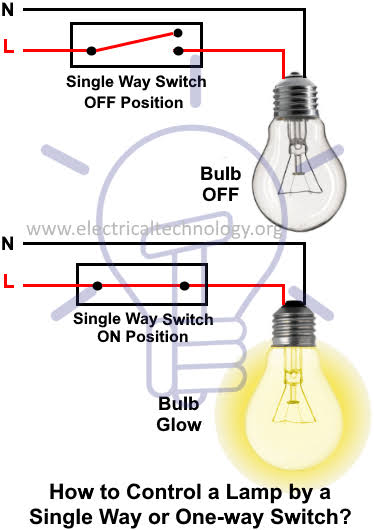 N
L
Single Way Switch
OFF Position
Bulb
OFF
www.electricaltechnology.org
N
L
Single Way Switch
ON Position
Bulb
Glow
How to Control a Lamp by a
Single Way or One-way Switch?